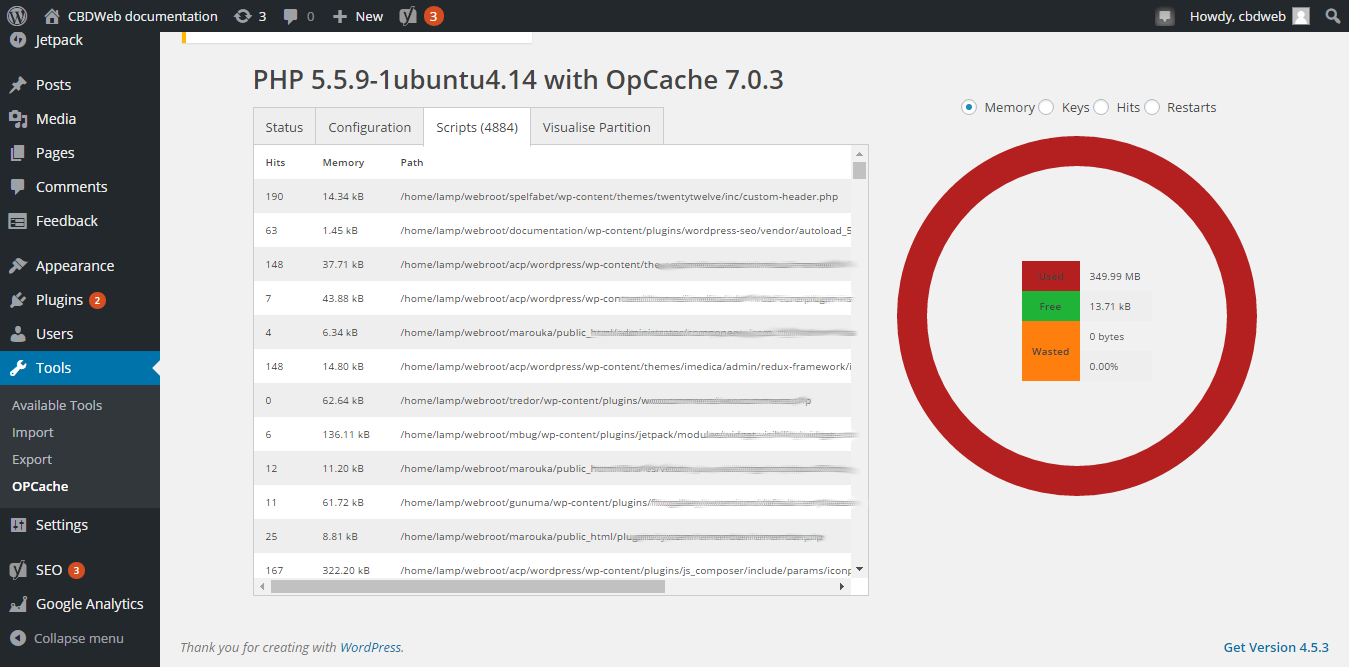 CBDWeb documentation 3 0 New 3 Howdy, cbdweb
Jetpack
Posts
Media
Pages
Comments
Feedback
Appearance
Plugins 2
Users
Tools
Available Tools
Import
Export
OPCache
Settings
SEO 3
Google Analytics
Collapse menu
PHP 5.5.9-1ubuntu4.14 with OpCache 7.0.3
Status Configuration Scripts (4884) Visualise Partition
Hits Memory Path
190 14.34 kB /home/lamp/webroot/spelfabet/wp-content/themes/twentytwelve/inc/custom-header.php
63 1.45 kB /home/lamp/webroot/documentation/wp-content/plugins/wordpress-seo/vendor/autoload_5
148 37.71 kB /home/lamp/webroot/acp/wordpress/wp-content/the
7 43.88 kB /home/lamp/webroot/acp/wordpress/wp-con
4 6.34 kB /home/lamp/webroot/marouka/public_
148 14.80 kB /home/lamp/webroot/acp/wordpress/wp-content/themes/imedica/admin/redux-framework/i
0 62.64 kB /home/lamp/webroot/tredor/wp-content/plugins/w
6 136.11 kB /home/lamp/webroot/mbug/wp-content/plugins/jetpack/modules/
12 11.20 kB /home/lamp/webroot/marouka/public_
11 61.72 kB /home/lamp/webroot/gunuma/wp-content/plugins/
25 8.81 kB /home/lamp/webroot/marouka/public_html/plug
167 322.20 kB /home/lamp/webroot/acp/wordpress/wp-content/plugins/js_composer/include/params/iconp
Memory Keys Hits Restarts
Used 349.99 MB
Free 13.71 kB
Wasted 0 bytes
0.00%
Thank you for creating with WordPress.
Get Version 4.5.3